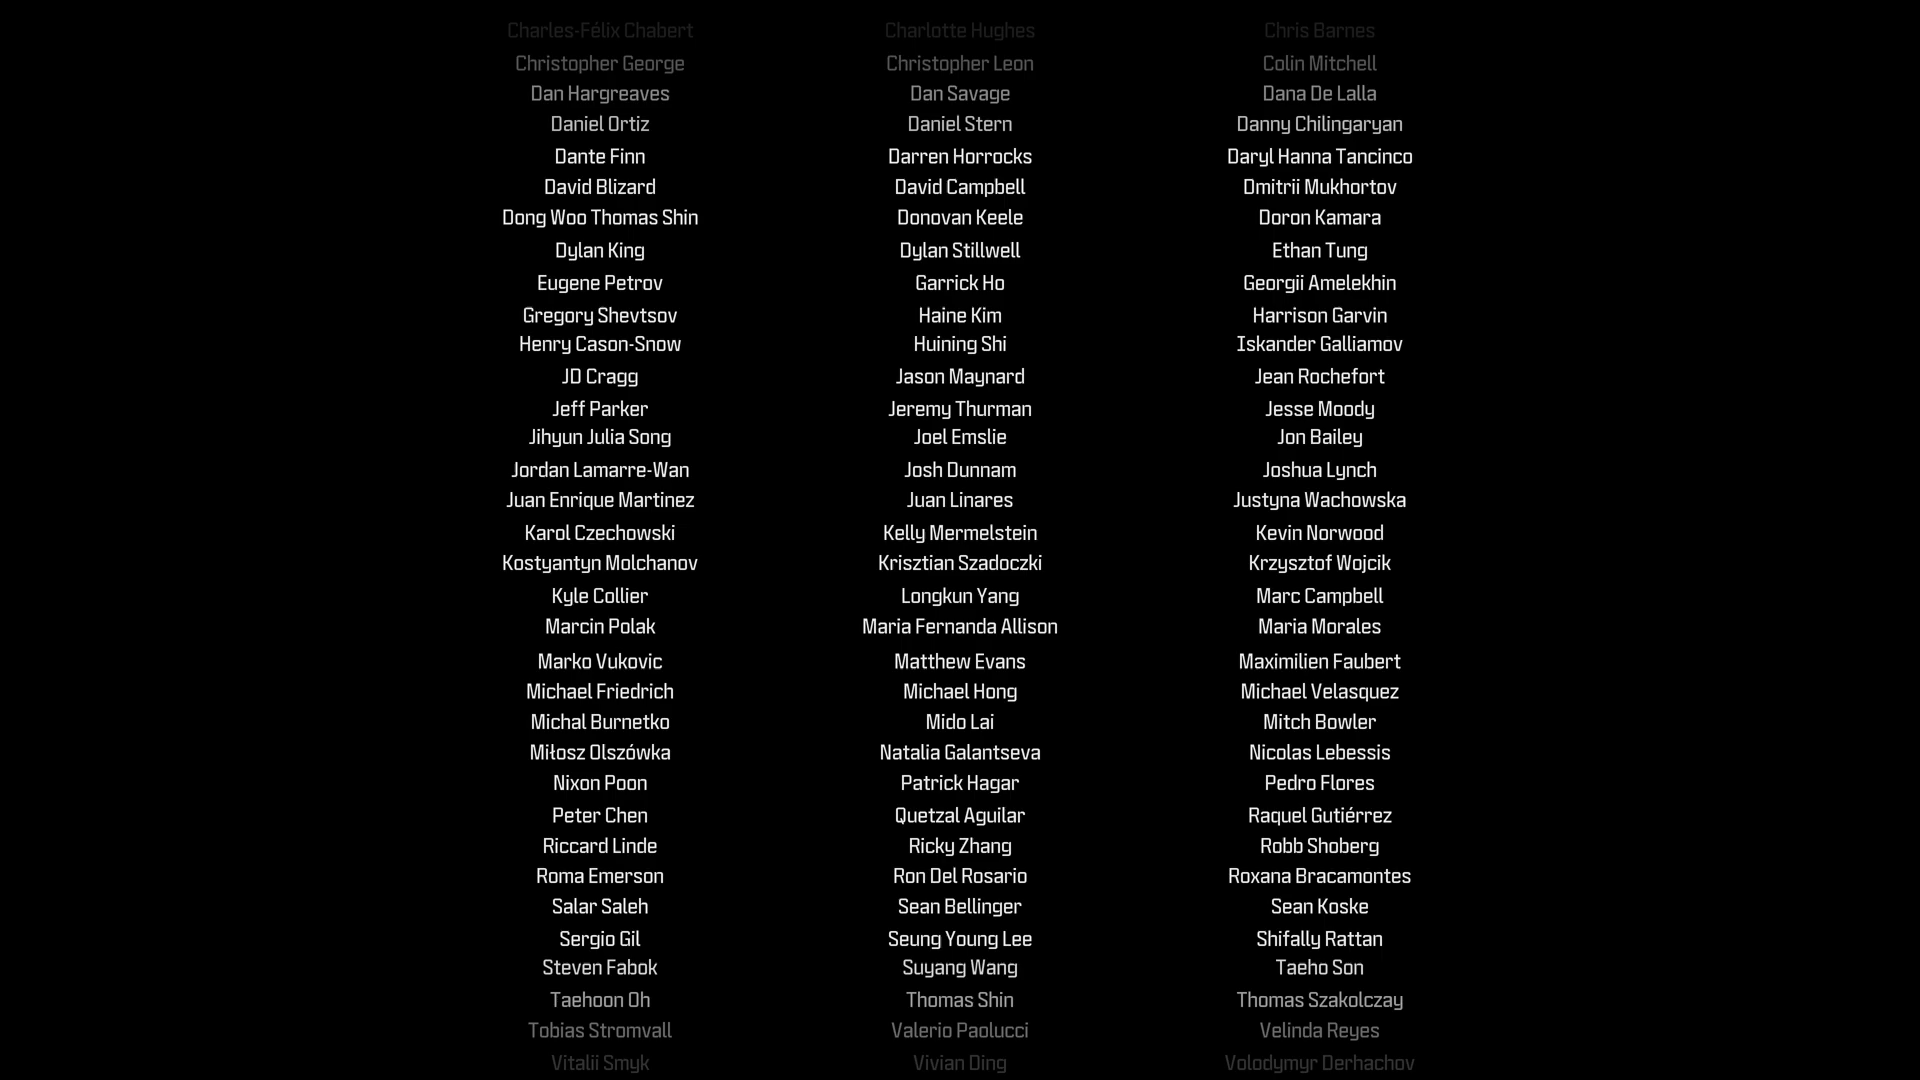 Charles-Félix Chabert Charlotte Hughes Chris Barnes
Christopher George Christopher Leon Colin Mitchell
Dan Hargreaves Dan Savage Dana De Lalla
Daniel Ortiz Daniel Stern Danny Chilingaryan
Dante Finn Darren Horrocks Daryl Hanna Tancinco
David Blizard David Campbell Dmitrii Mukhortov
Dong Woo Thomas Shin Donovan Keele Doron Kamara
Dylan King Dylan Stillwell Ethan Tung
Eugene Petrov Garrick Ho Georgii Amelekhin
Gregory Shevtsov Haine Kim Harrison Garvin
Henry Cason-Snow Huining Shi Iskander Galliamov
JD Cragg Jason Maynard Jean Rochefort
Jeff Parker Jeremy Thurman Jesse Moody
Jihyun Julia Song Joel Emslie Jon Bailey
Jordan Lamarre-Wan Josh Dunnam Joshua Lynch
Juan Enrique Martinez Juan Linares Justyna Wachowska
Karol Czechowski Kelly Mermelstein Kevin Norwood
Kostyantyn Molchanov Krisztian Szadoczki Krzysztof Wojcik
Kyle Collier Longkun Yang Marc Campbell
Marcin Polak Maria Fernanda Allison Maria Morales
Marko Vukovic Matthew Evans Maximilien Faubert
Michael Friedrich Michael Hong Michael Velasquez
Michal Burnetko Mido Lai Mitch Bowler
Miłosz Olszówka Natalia Galantseva Nicolas Lebessis
Nixon Poon Patrick Hagar Pedro Flores
Peter Chen Quetzal Aguilar Raquel Gutiérrez
Riccard Linde Ricky Zhang Robb Shoberg
Roma Emerson Ron Del Rosario Roxana Bracamontes
Salar Saleh Sean Bellinger Sean Koske
Sergio Gil Seung Young Lee Shifally Rattan
Steven Fabok Suyang Wang Taeho Son
Taehoon Oh Thomas Shin Thomas Szakolczay
Tobias Stromvall Valerio Paolucci Velinda Reyes
Vitalii Smyk Vivian Ding Volodymyr Derhachov